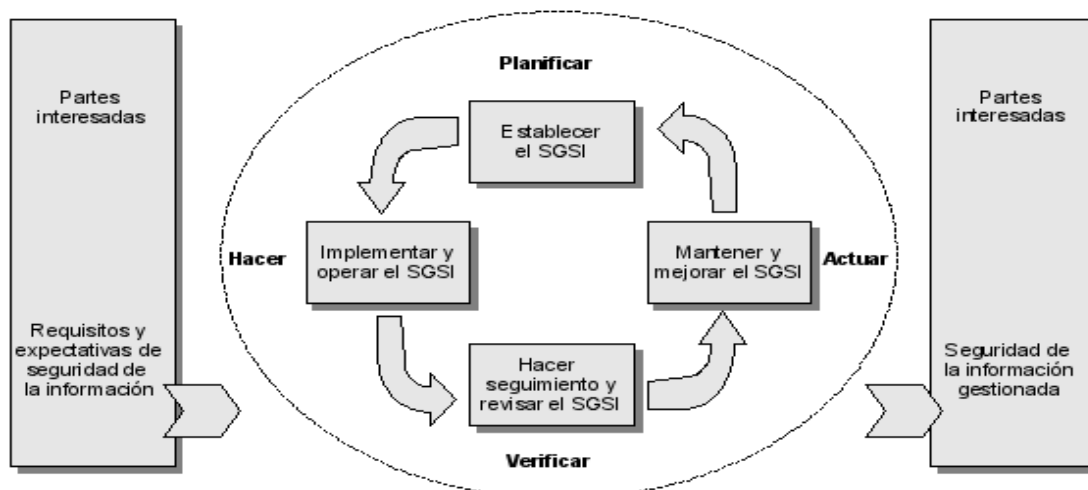 Partes
interesadas
Requisitos y
expectativas de
seguridad de
la información
Planificar
Establecer
el SGSI
Hacer
Implementar y
operar el SGSI
Mantener y
mejorar el SGSI
Actuar
Hacer
seguimiento y
revisar el SGSI
Verificar
Partes
interesadas
Seguridad de
la información
gestionada